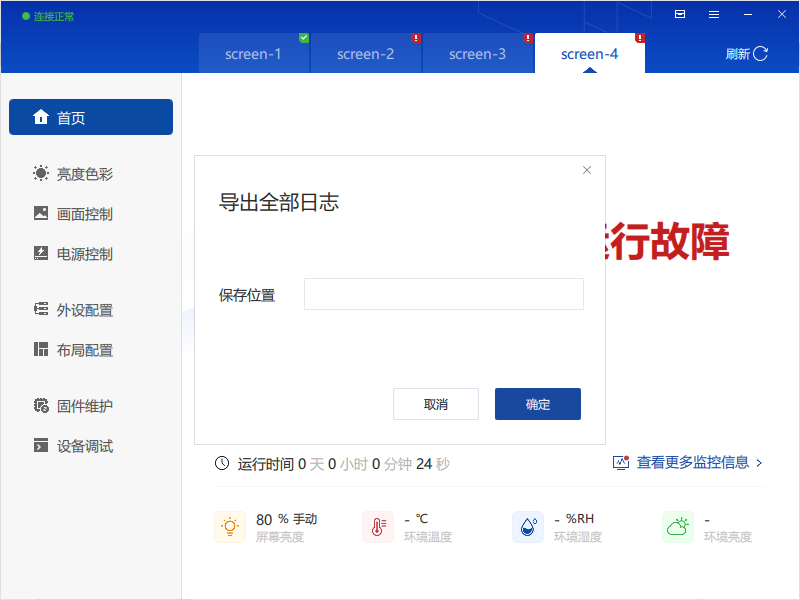 连接正常
screen-1
screen-2
screen-3
screen-4
刷新
首页
亮度色彩
画面控制
电源控制
外设配置
布局配置
固件维护
设备调试
导出全部日志
行故障
保存位置
取消
确定
运行时间 0 天 0 小时 0 分钟 24 秒
查看更多监控信息
80 % 手动
屏幕亮度
- ℃
环境温度
- %RH
环境湿度
-
环境亮度